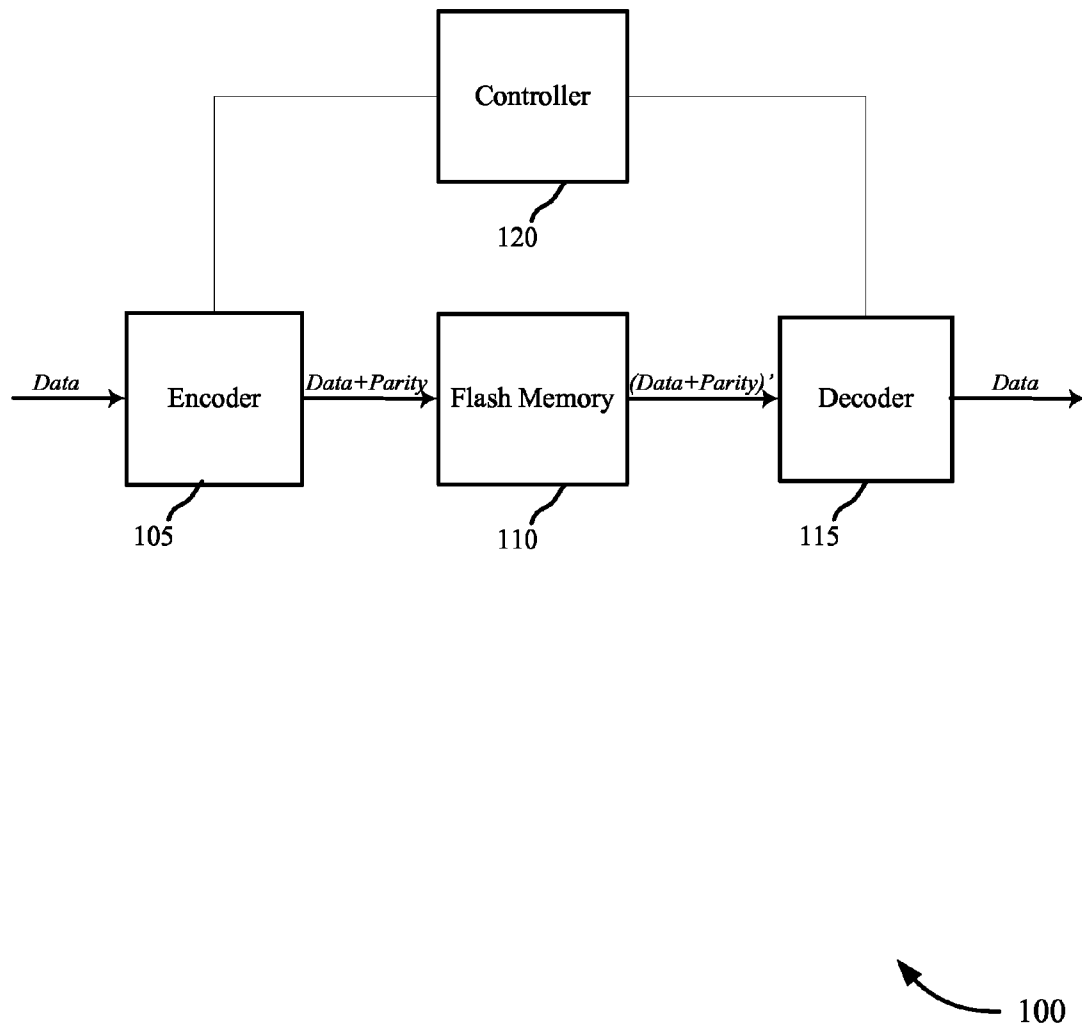 Controller
120
Data
Encoder
Data+Parity
Flash Memory
(Data+Parity)'
Decoder
Data
105
110
115
100